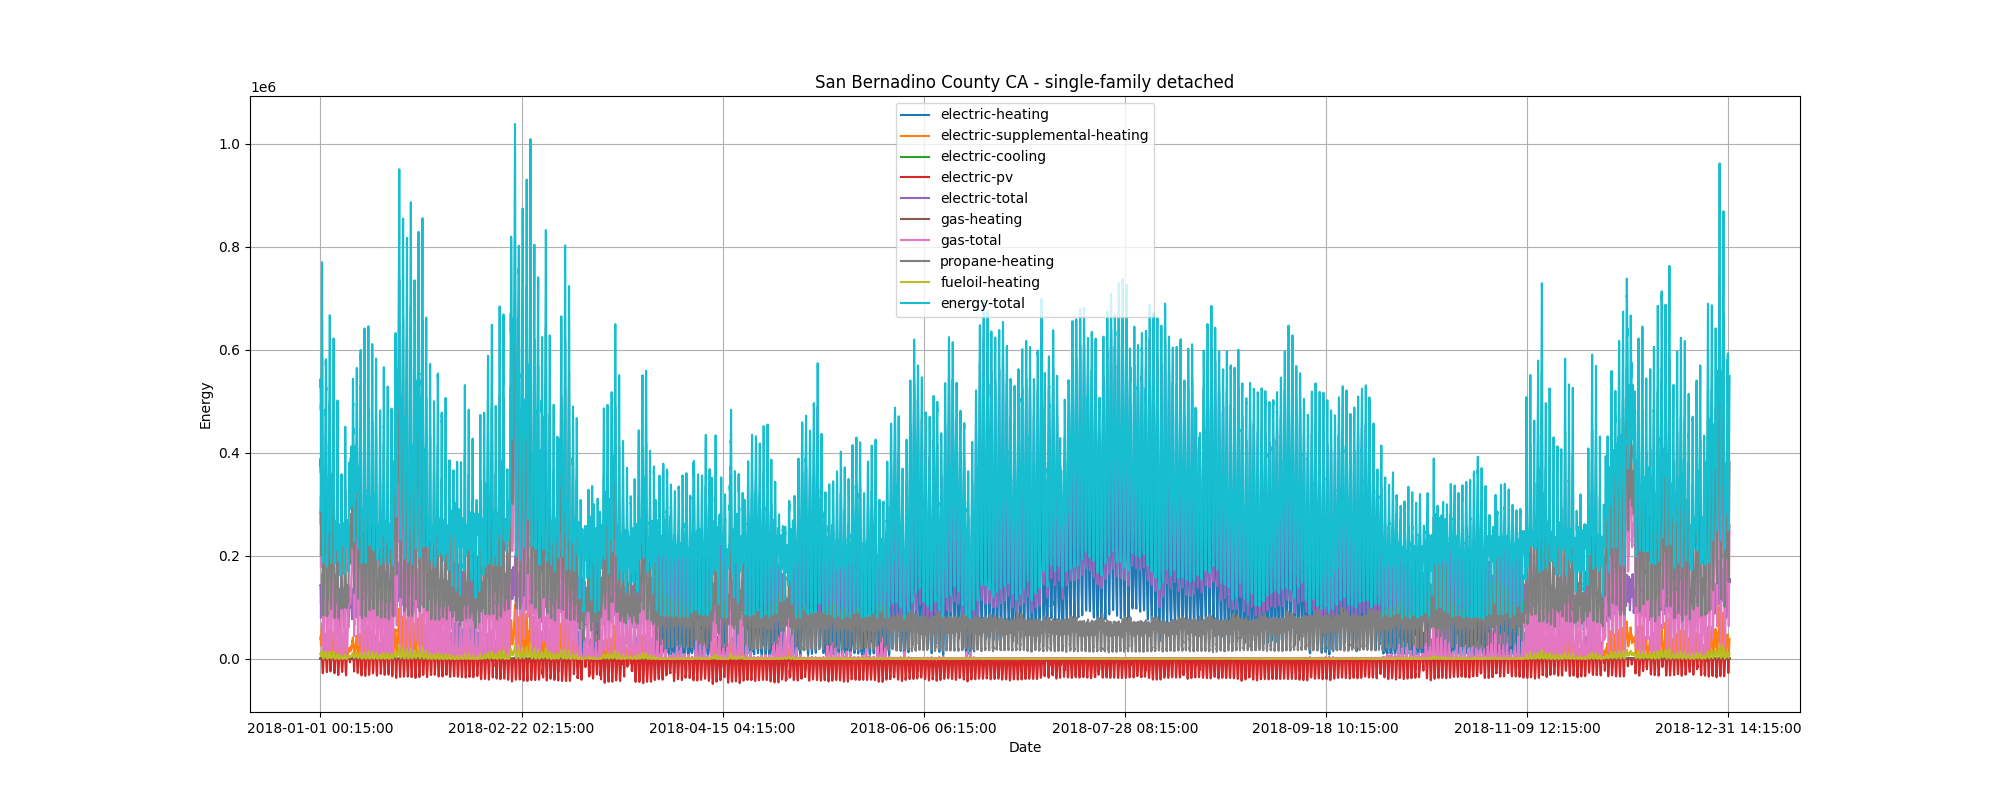 San Bernadino County CA - single-family detached
1e6
1.0
0.8
0.6
0.4
0.2
0.0
Energy
electric-heating
electric-supplemental-heating
electric-cooling
electric-pv
electric-total
gas-heating
gas-total
propane-heating
fueloil-heating
energy-total
2018-01-01 00:15:00
2018-02-22 02:15:00
2018-04-15 04:15:00
2018-06-06 06:15:00
2018-07-28 08:15:00
2018-09-18 10:15:00
2018-11-09 12:15:00
2018-12-31 14:15:00
Date